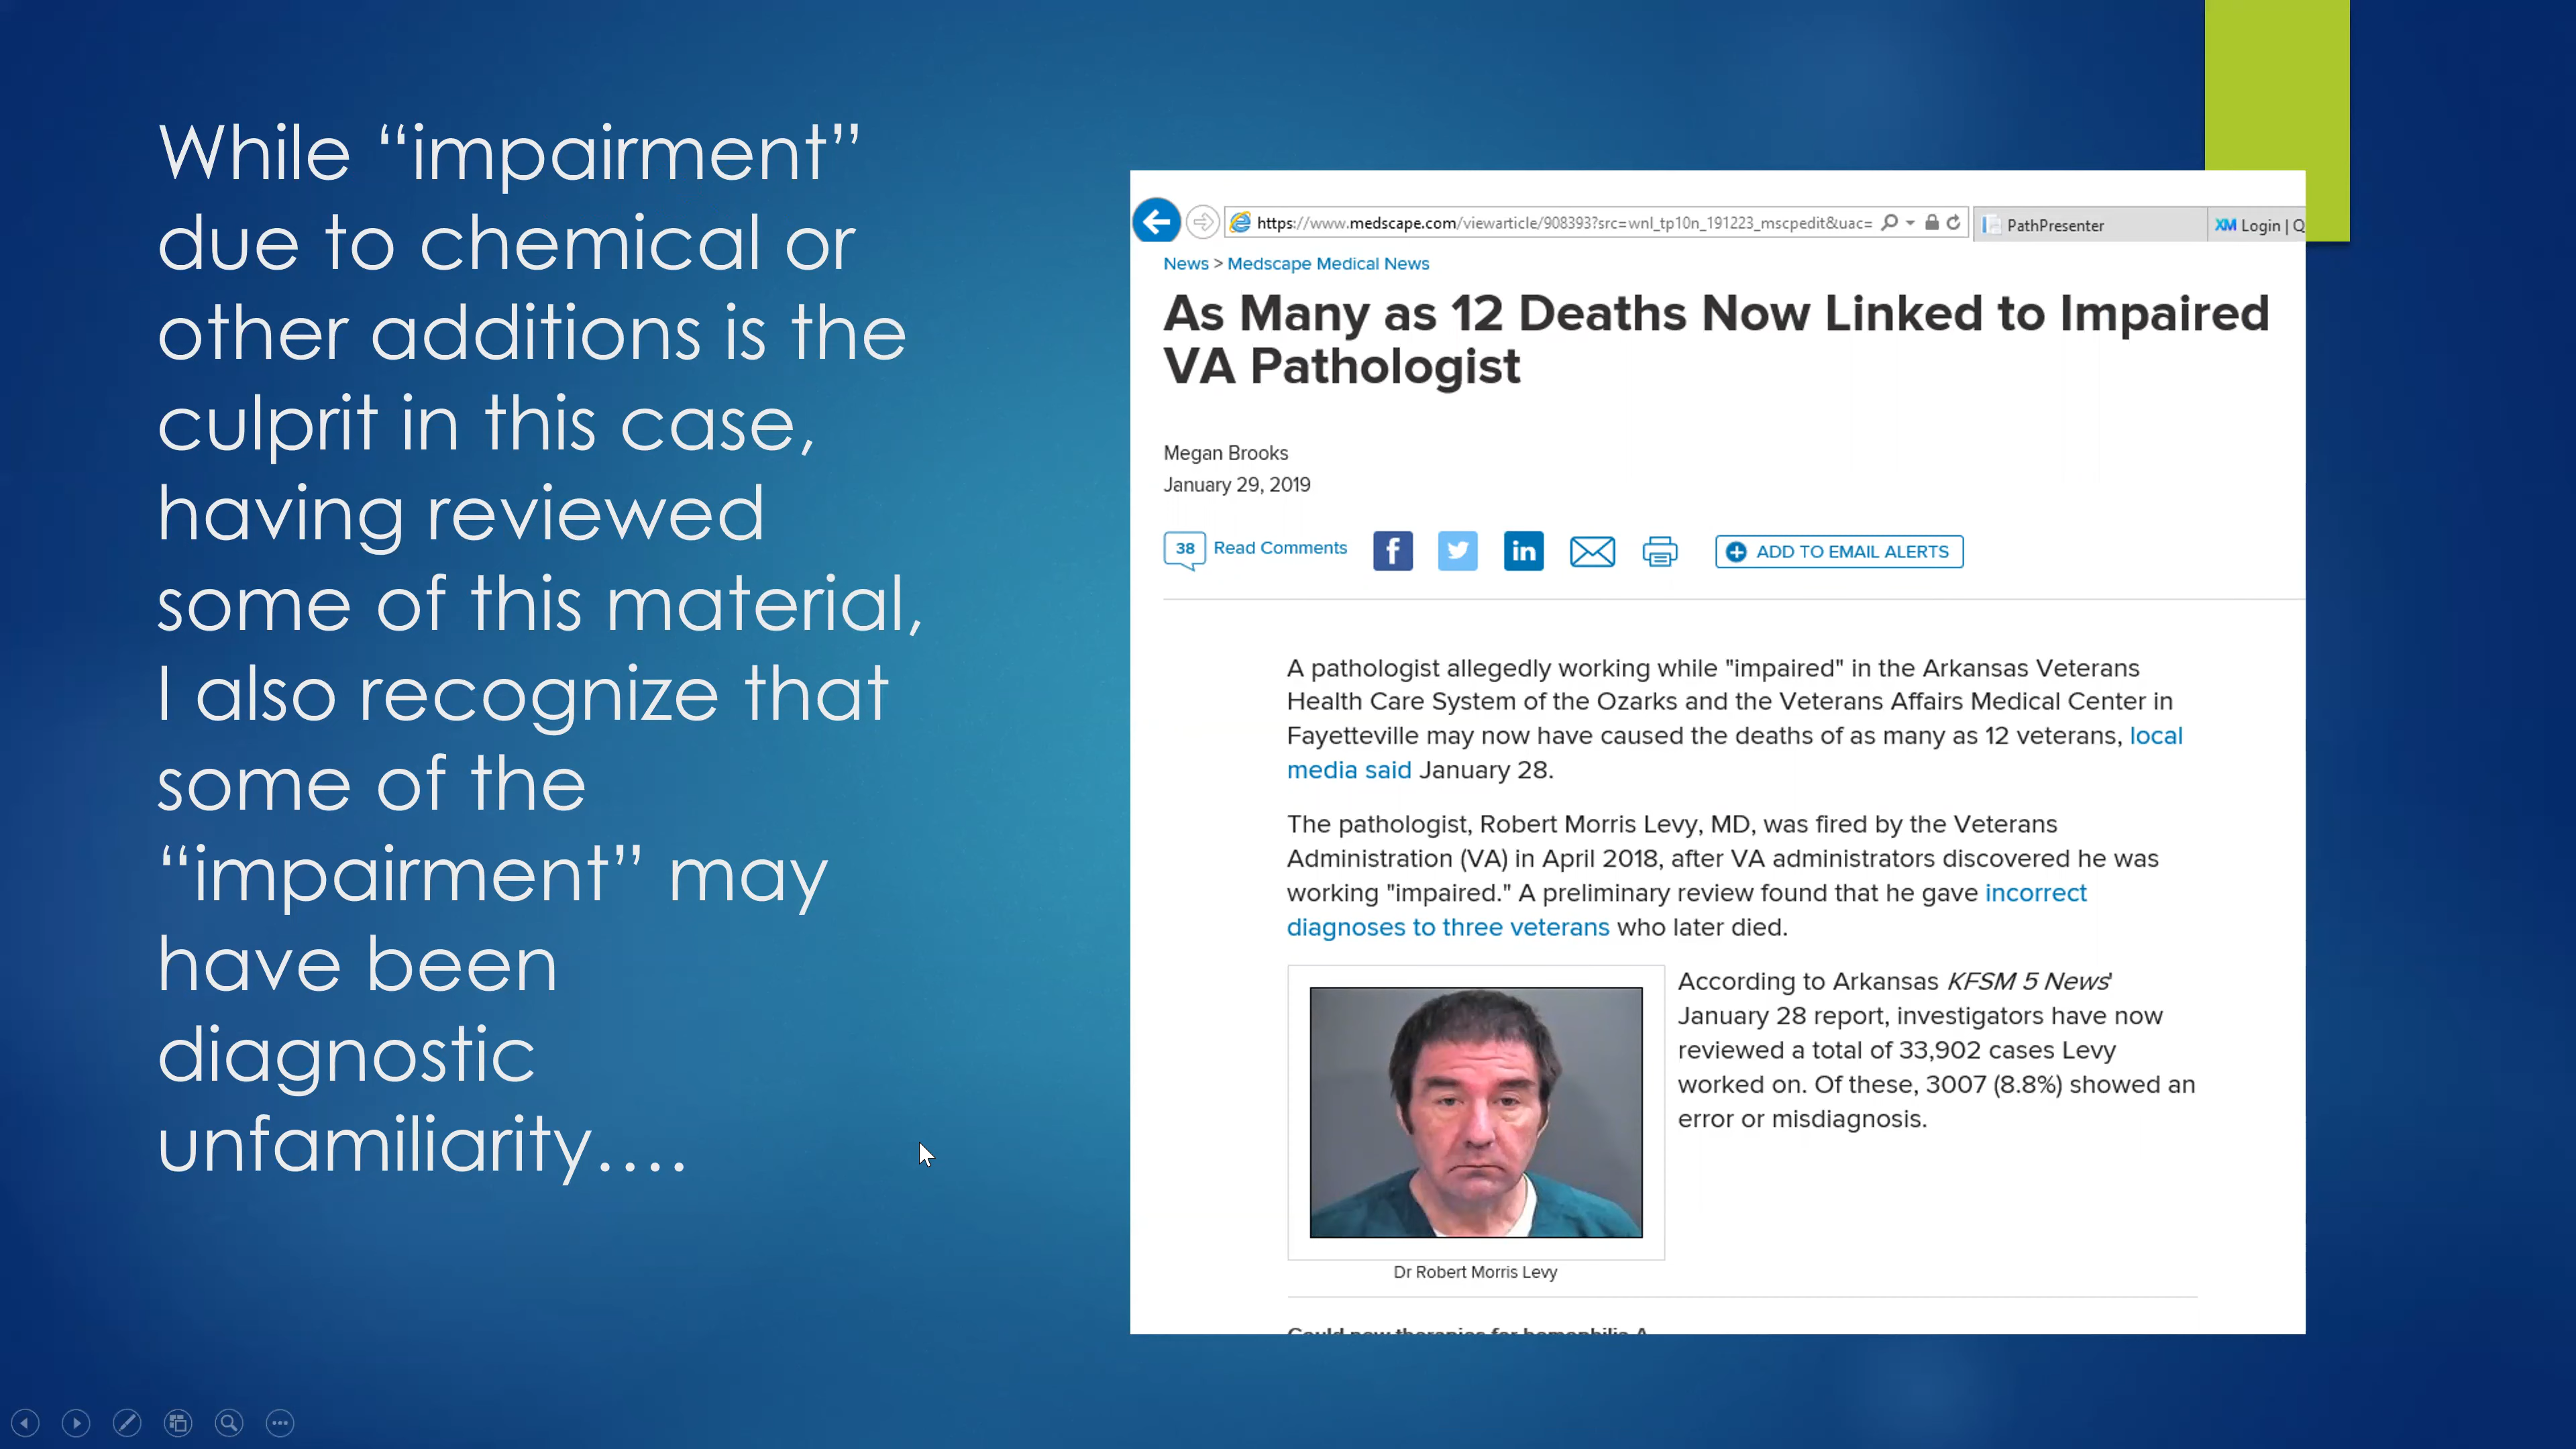 While “impairment”
due to chemical or
other additions is the
culprit in this case,
having reviewed
some of this material,
I also recognize that
some of the
“impairment” may
have been
diagnostic
unfamiliarity….
https://www.medscape.com/viewarticle/908393?src=wnl_tp10n_191223_mscpedit&uac=
PathPresenter
XM Login | Q
News > Medscape Medical News
As Many as 12 Deaths Now Linked to Impaired
VA Pathologist
Megan Brooks
January 29, 2019
38 Read Comments
f
in
ADD TO EMAIL ALERTS
A pathologist allegedly working while "impaired" in the Arkansas Veterans
Health Care System of the Ozarks and the Veterans Affairs Medical Center in
Fayetteville may now have caused the deaths of as many as 12 veterans, local
media said January 28.
The pathologist, Robert Morris Levy, MD, was fired by the Veterans
Administration (VA) in April 2018, after VA administrators discovered he was
working "impaired." A preliminary review found that he gave incorrect
diagnoses to three veterans who later died.
According to Arkansas KFSM 5 News'
January 28 report, investigators have now
reviewed a total of 33,902 cases Levy
worked on. Of these, 3007 (8.8%) showed an
error or misdiagnosis.
Dr Robert Morris Levy
Could new therapies for hemophilia A